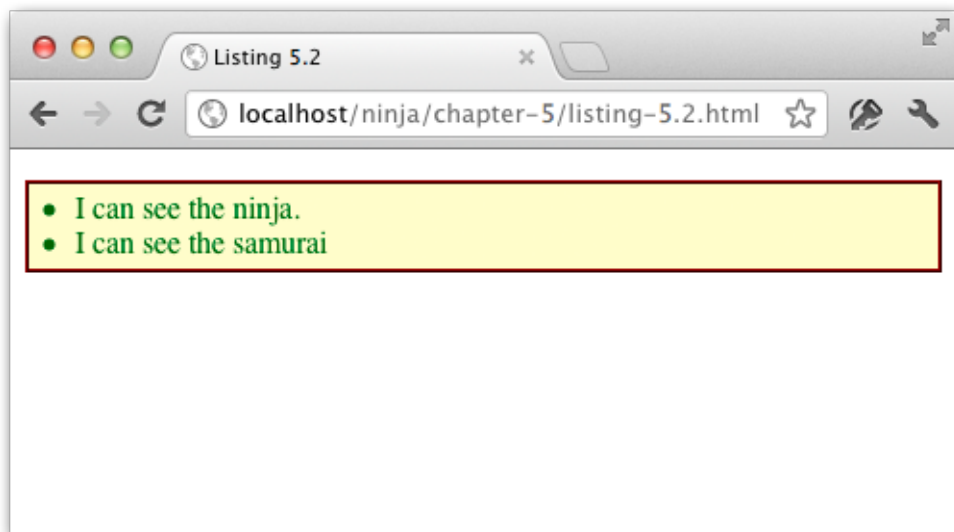 Listing 5.2
localhost/ninja/chapter-5/listing-5.2.html
• I can see the ninja.
• I can see the samurai